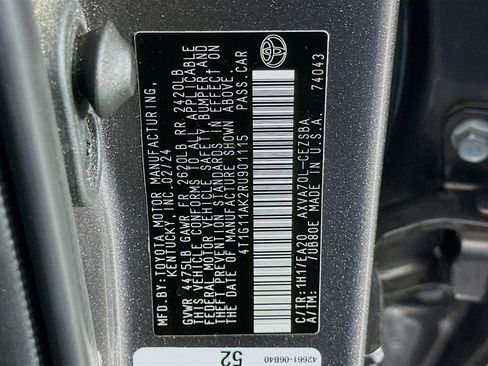 MFD. BY: TOYOTA MOTOR MANUFACTURING,
KENTUCKY, INC. 02/24
GVWR 4475LB GAWR FR 2620LB RR 2420LB
THIS VEHICLE CONFORMS TO ALL APPLICABLE
FEDERAL MOTOR VEHICLE SAFETY, BUMPER, AND
THEFT PREVENTION STANDARDS IN EFFECT ON
THE DATE OF MANUFACTURE SHOWN ABOVE.
4T1G11AK2RU901115 PASS.CAR
C/TR: 1H1/EA20 AXVA70L-CEZSBA
A/TM: /UB80E MADE IN U.S.A.
74043
42661-06B40
52